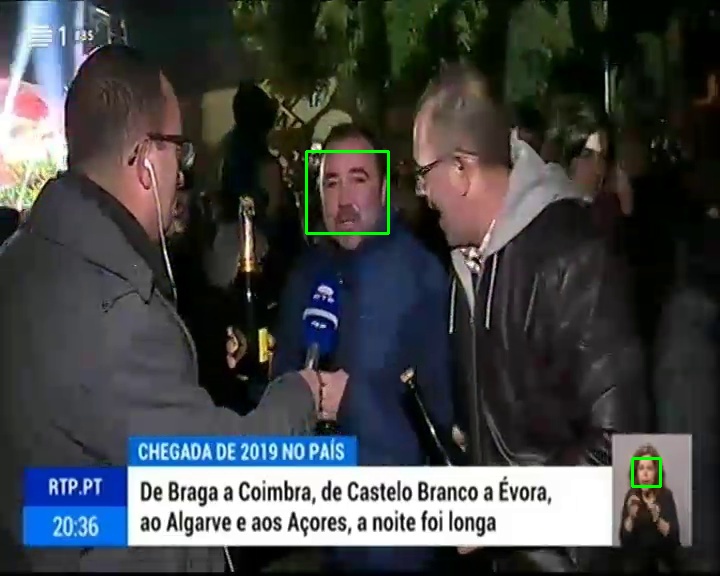 1
RTP
CHEGADA DE 2019 NO PAÍS
RTP.PT
De Braga a Coimbra, de Castelo Branco a Évora,
20:36
ao Algarve e aos Açores, a noite foi longa